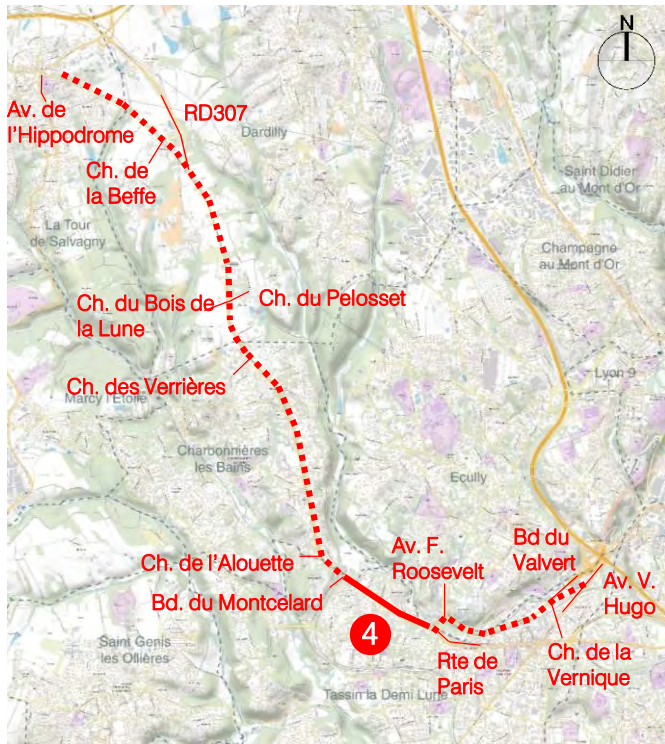 N
Av. de
l'Hippodrome
RD307
Dardilly
Ch. de
la Beffe
Saint Didier
au Mont d'Or
La Tour
de Salvagny
Champagne
au Mont d'Or
Ch. du Bois de
la Lune
Ch. du Pelosset
Lyon 9
Ch. des Verrières
Marcy l'Etoile
Charbonnières
les Bains
Ecully
Bd du
Valvert
Av. F.
Roosevelt
Ch. de l'Alouette
Bd. du Montcelard
Av. V.
Hugo
4
Saint Genis
les Ollières
Rte de
Paris
Ch. de la
Vernique
Tassin la Demi Lune